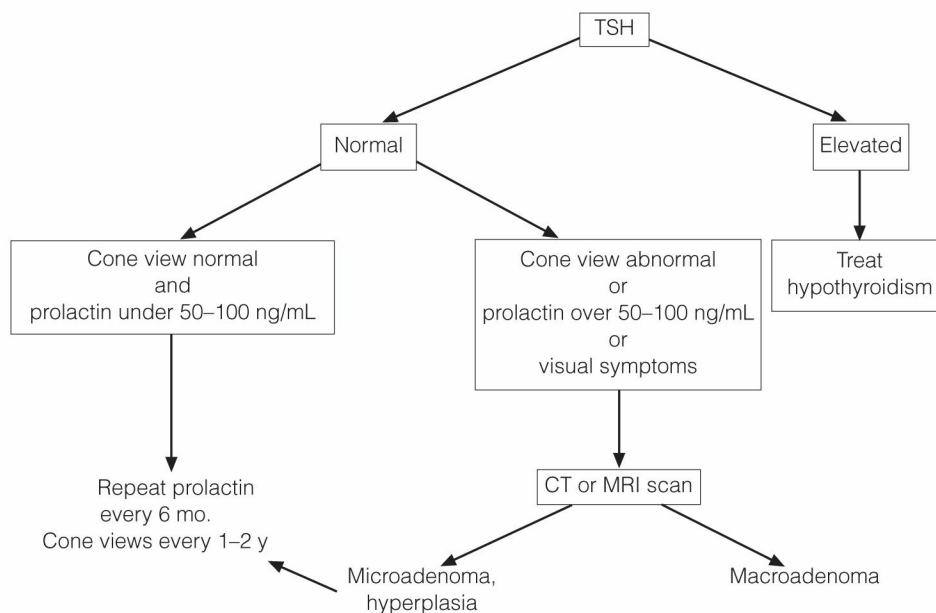 TSH
Normal
Elevated
Cone view normal
and
prolactin under 50–100 ng/mL
Cone view abnormal
or
prolactin over 50–100 ng/mL
or
visual symptoms
Treat
hypothyroidism
CT or MRI scan
Repeat prolactin
every 6 mo.
Cone views every 1–2 y
Microadenoma,
hyperplasia
Macroadenoma